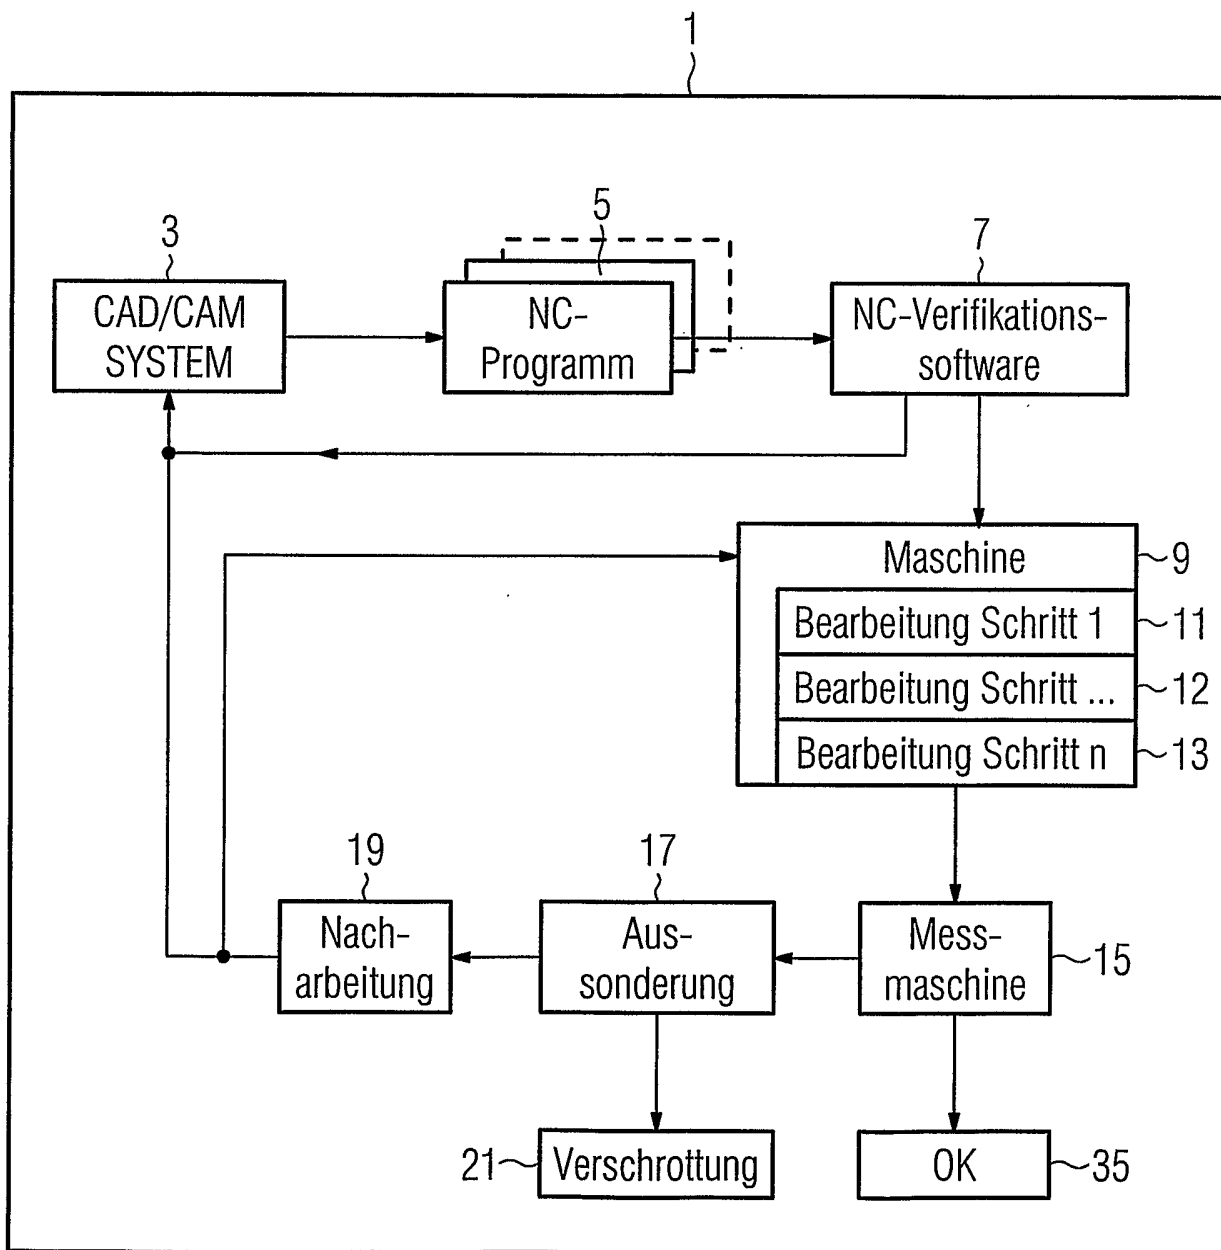 1
3
5
7
CAD/CAM
SYSTEM
NC-
Programm
NC-Verifikations-
software
Maschine
9
Bearbeitung Schritt 1
11
Bearbeitung Schritt ...
12
Bearbeitung Schritt n
13
19
17
Nach-
arbeitung
Aus-
sonderung
Mess-
maschine
15
21
Verschrottung
OK
35